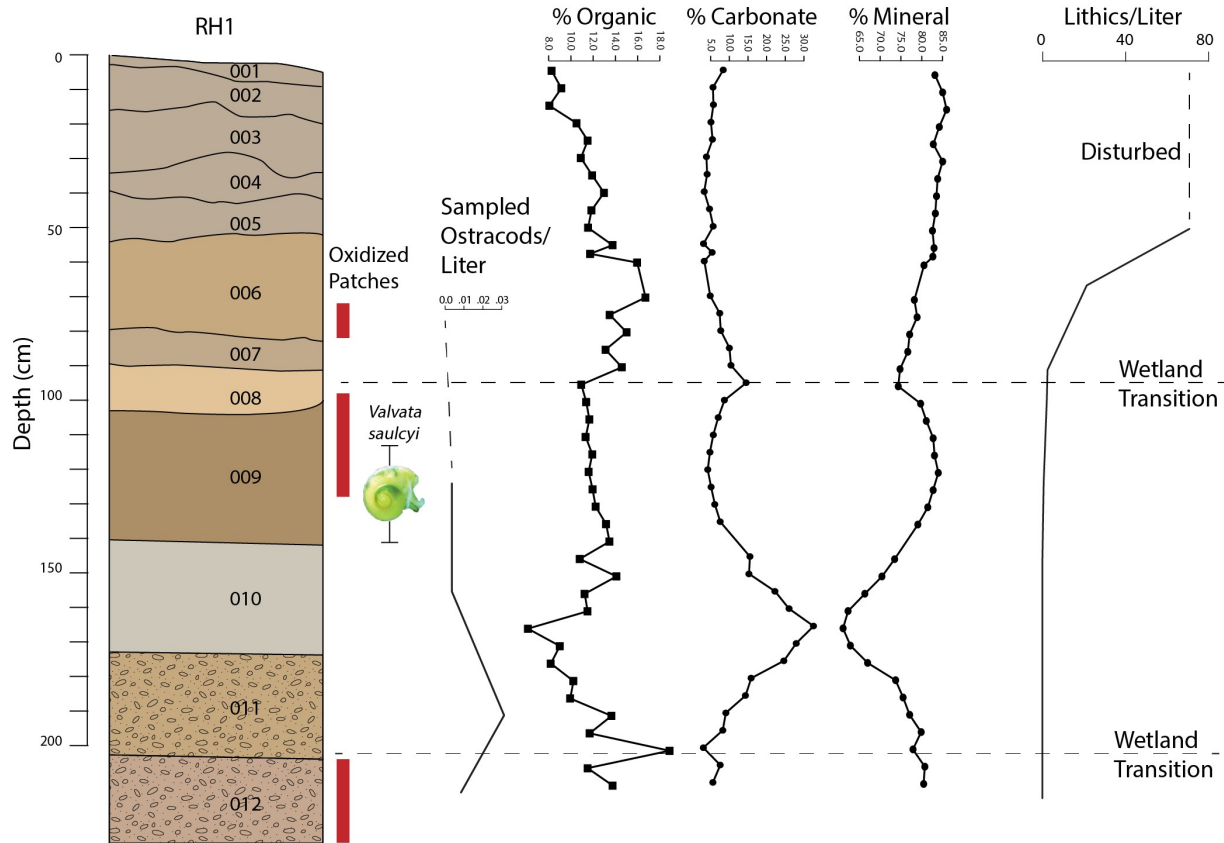 RH1
% Organic
% Carbonate
% Mineral
Lithics/Liter
8.0
10.0
12.0
14.0
16.0
18.0
5.0
10.0
15.0
20.0
25.0
30.0
65.0
70.0
75.0
80.0
85.0
0
40
80
Depth (cm)
0
50
100
150
200
001
002
003
004
005
006
007
008
009
010
011
012
Oxidized
Patches
Sampled
Ostracods/
Liter
0.0 .01 .02 .03
Valvata
saulcyi
Disturbed
Wetland
Transition
Wetland
Transition